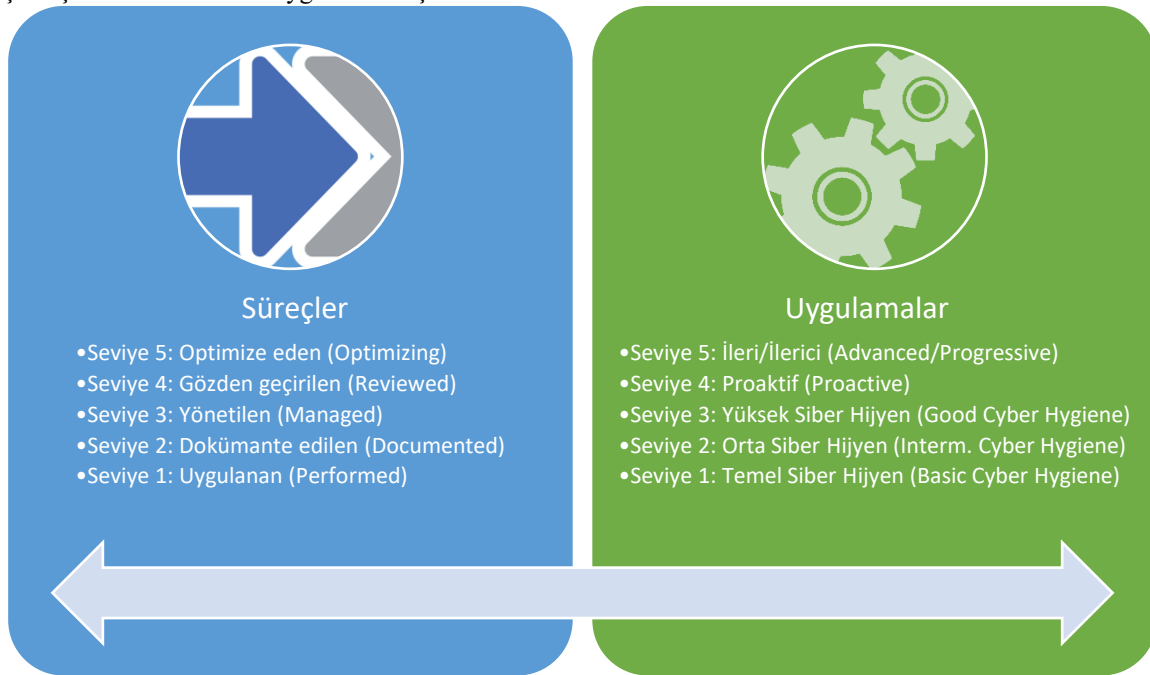 Süreçler
•Seviye 5: Optimize eden (Optimizing)
•Seviye 4: Gözden geçirilen (Reviewed)
•Seviye 3: Yönetilen (Managed)
•Seviye 2: Dokümante edilen (Documented)
•Seviye 1: Uygulanan (Performed)
Uygulamalar
•Seviye 5: İleri/İlerici (Advanced/Progressive)
•Seviye 4: Proaktif (Proactive)
•Seviye 3: Yüksek Siber Hijyen (Good Cyber Hygiene)
•Seviye 2: Orta Siber Hijyen (Interm. Cyber Hygiene)
•Seviye 1: Temel Siber Hijyen (Basic Cyber Hygiene)